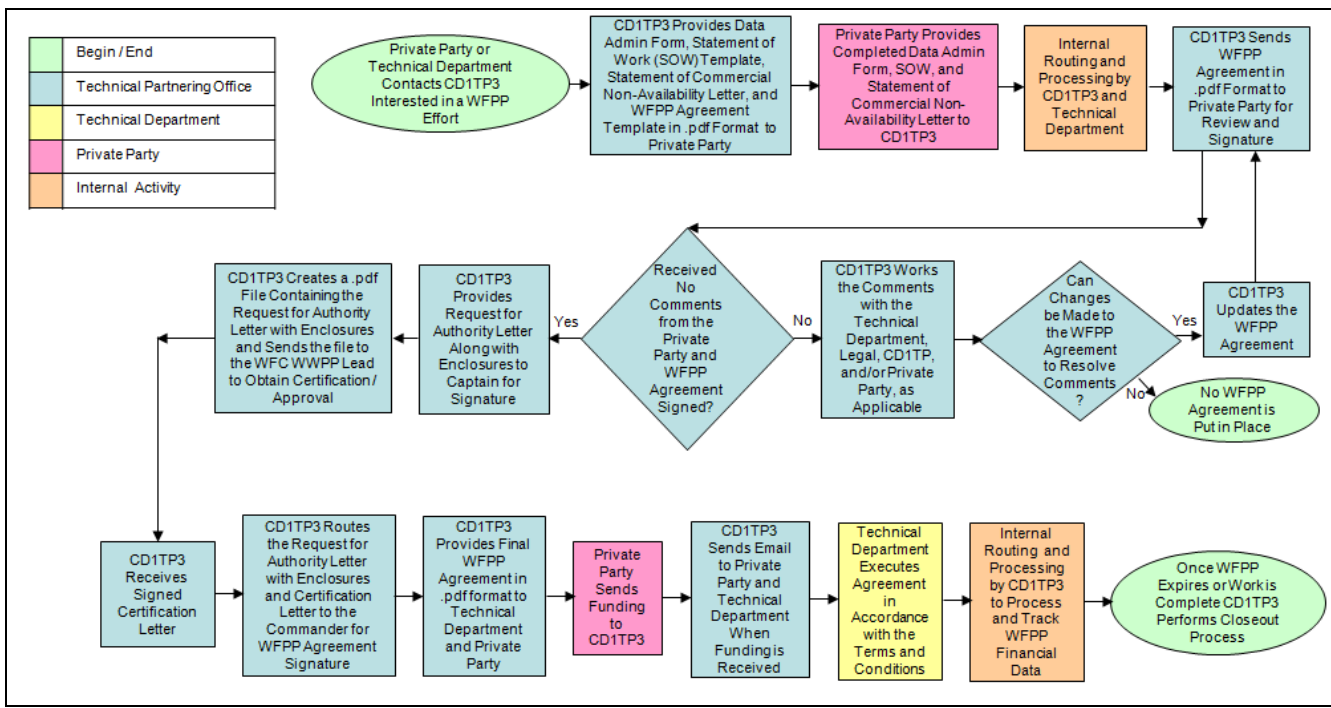 Begin / End
Technical Partnering Office
Technical Department
Private Party
Internal Activity
Private Party or
Technical Department
Contacts CD1TP3
Interested in a WFPP
Effort
CD1TP3 Provides Data
Admin Form, Statement of
Work (SOW) Template,
Statement of Commercial
Non-Availability Letter, and
WFPP Agreement
Template in .pdf Format to
Private Party
Private Party Provides
Completed Data Admin
Form, SOW, and
Statement of
Commercial Non-
Availability Letter to
CD1TP3
Internal
Routing and
Processing by
CD1TP3 and
Technical
Department
CD1TP3 Sends
WFPP
Agreement in
.pdf Format to
Private Party for
Review and
Signature
CD1TP3 Creates a .pdf
File Containing the
Request for Authority
Letter with Enclosures
and Sends the file to
the WFC WWPP Lead
to Obtain Certification /
Approval
CD1TP3
Provides
Request for
Authority Letter
Along with
Enclosures to
Captain for
Signature
Yes
Received
No
Comments
from the
Private
Party and
WFPP
Agreement
Signed?
No
CD1TP3 Works
the Comments
with the
Technical
Department,
Legal, CD1TP,
and/or Private
Party, as
Applicable
Can
Changes
be Made to
the WFPP
Agreement
to Resolve
Comments
?
Yes
CD1TP3
Updates the
WFPP
Agreement
No
No WFPP
Agreement is
Put in Place
CD1TP3
Receives
Signed
Certification
Letter
CD1TP3 Routes
the Request for
Authority Letter
with Enclosures
and Certification
Letter to the
Commander for
WFPP Agreement
Signature
CD1TP3
Provides Final
WFPP
Agreement in
.pdf format to
Technical
Department
and Private
Party
Private
Party
Sends
Funding to
CD1TP3
CD1TP3
Sends Email
to Private
Party and
Technical
Department
When
Funding is
Received
Technical
Department
Executes
Agreement
in
Accordance
with the
Terms and
Conditions
Internal
Routing and
Processing
by CD1TP3
to Process
and Track
WFPP
Financial
Data
Once WFPP
Expires or Work is
Complete CD1TP3
Performs Closeout
Process